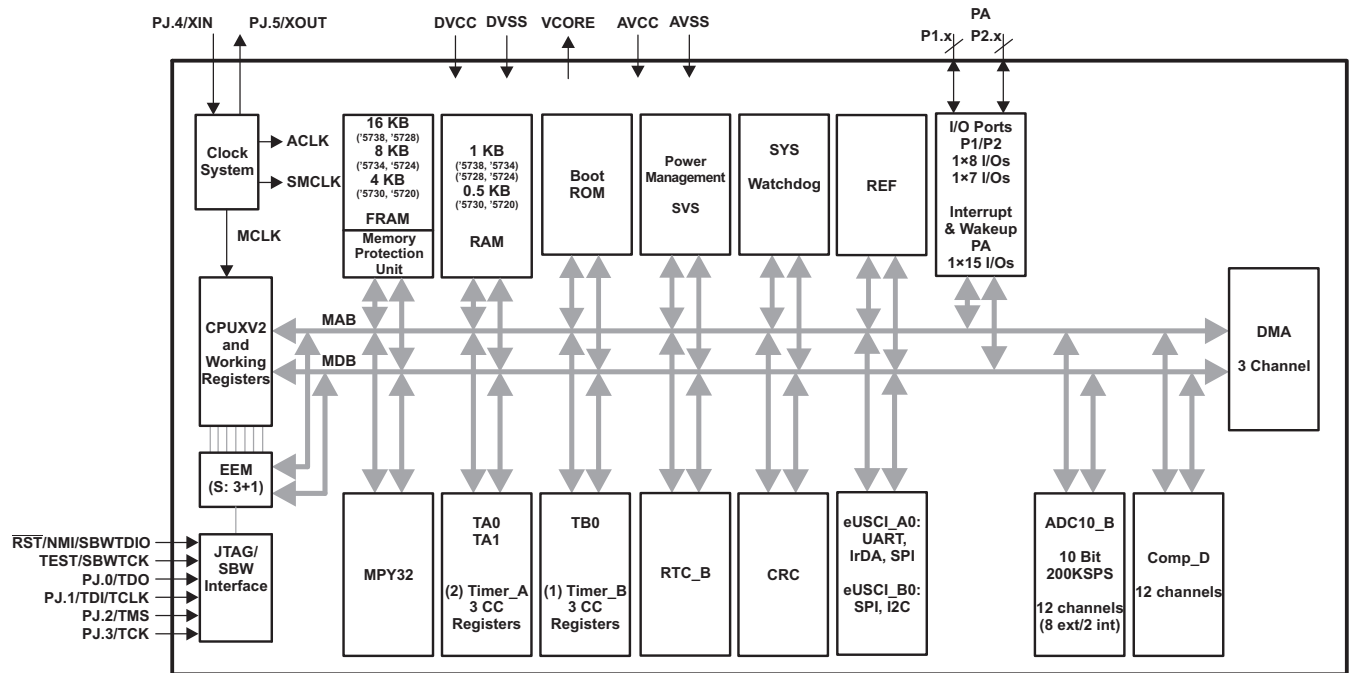 PJ.4/XIN
PJ.5/XOUT
DVCC
DVSS
VCORE
AVCC
AVSS
PA
P1.x
P2.x
Clock
System
ACLK
SMCLK
MCLK
16 KB
('5738, '5728)
8 KB
('5734, '5724)
4 KB
('5730, '5720)
FRAM
Memory
Protection
Unit
1 KB
('5738, '5734)
('5728, '5724)
0.5 KB
('5730, '5720)
RAM
Boot
ROM
Power
Management
SVS
SYS
Watchdog
REF
I/O Ports
P1/P2
1×8 I/Os
1×7 I/Os
Interrupt
& Wakeup
PA
1×15 I/Os
CPUXV2
and
Working
Registers
MAB
MDB
DMA
3 Channel
EEM
(S: 3+1)
RST/NMI/SBWTDIO
TEST/SBWTCK
PJ.0/TDO
PJ.1/TDI/TCLK
PJ.2/TMS
PJ.3/TCK
JTAG/
SBW
Interface
MPY32
TA0
TA1
(2) Timer_A
3 CC
Registers
TB0
(1) Timer_B
3 CC
Registers
RTC_B
CRC
eUSCI_A0:
UART,
IrDA, SPI
eUSCI_B0:
SPI, I2C
ADC10_B
10 Bit
200KSPS
12 channels
(8 ext/2 int)
Comp_D
12 channels